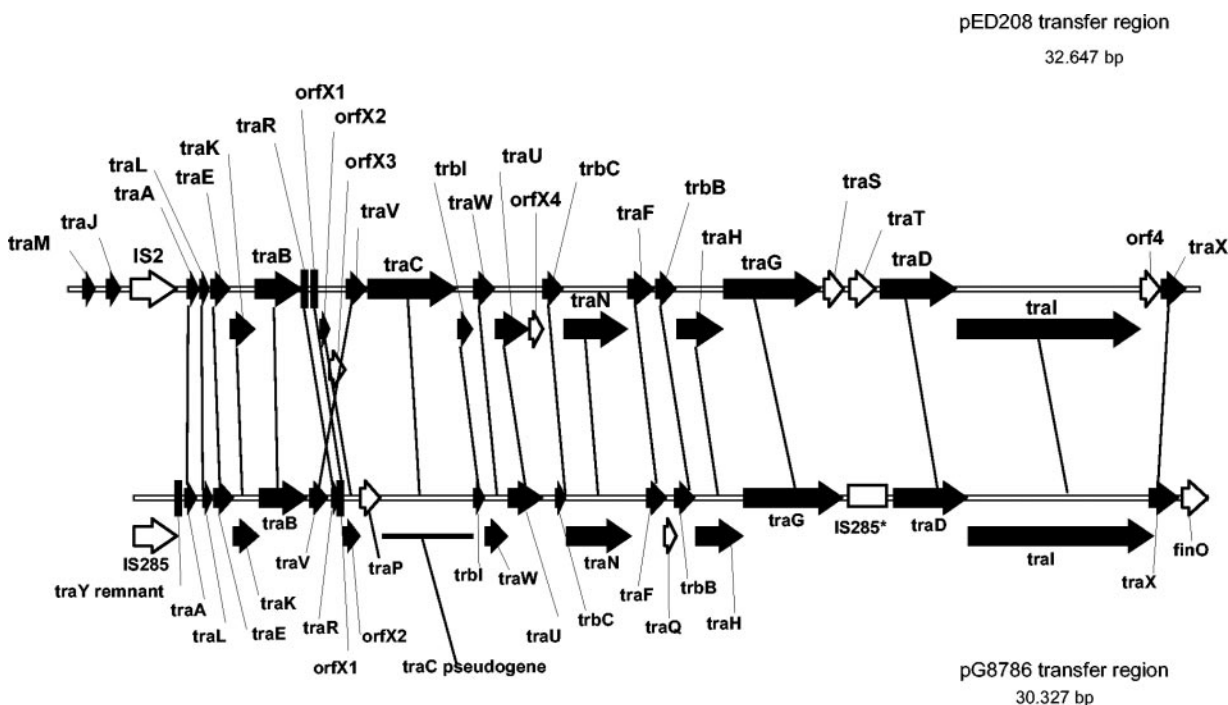 pED208 transfer region
32.647 bp
orfX1
orfX2
traR
orfX3
traK
traL
traE
traA
traV
traU
trbI
traW
orfX4
trbC
trbB
traF
traH
traS
traT
traJ
traM
IS2
traB
traC
traN
traG
traD
orf4
traX
traI
IS285
traY remnant
traA
traL
traE
traK
traB
traV
traR
orfX1
orfX2
traP
traC pseudogene
trbI
traW
traU
trbC
traN
traF
traQ
trbB
traH
traG
IS285*
traD
traI
traX
finO
pG8786 transfer region
30.327 bp